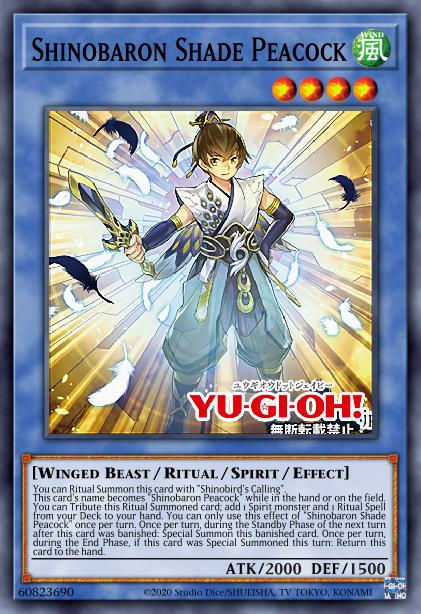 SHINOBARON SHADE PEACOCK
WIND
風
ユウギオウドットジェイピー
YU-GI-OH!
無断転載禁止
[WINGED BEAST / RITUAL / SPIRIT / EFFECT]
You can Ritual Summon this card with "Shinobird's Calling".
This card's name becomes "Shinobaron Peacock" while in the hand or on the field.
You can Tribute this Ritual Summoned card; add 1 Spirit monster and 1 Ritual Spell
from your Deck to your hand. You can only use this effect of "Shinobaron Shade
Peacock" once per turn. Once per turn, during the Standby Phase of the next turn
after this card was banished: Special Summon this banished card. Once per turn,
during the End Phase, if this card was Special Summoned this turn: Return this
card to the hand.
ATK/2000 DEF/1500
60823690
©2020 Studio Dice/SHUEISHA, TV TOKYO, KONAMI